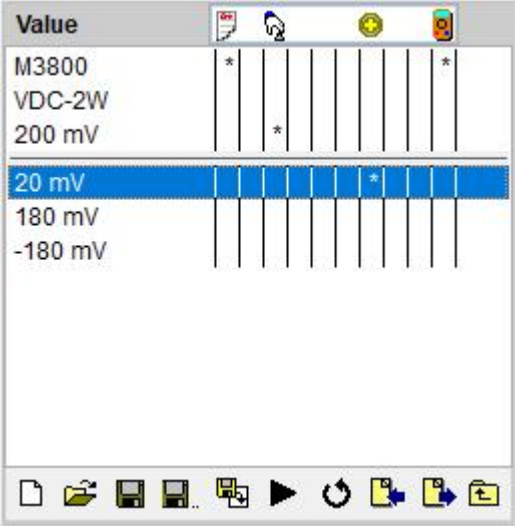 Value
M3800 * *
VDC-2W
200 mV *
20 mV *
180 mV
-180 mV